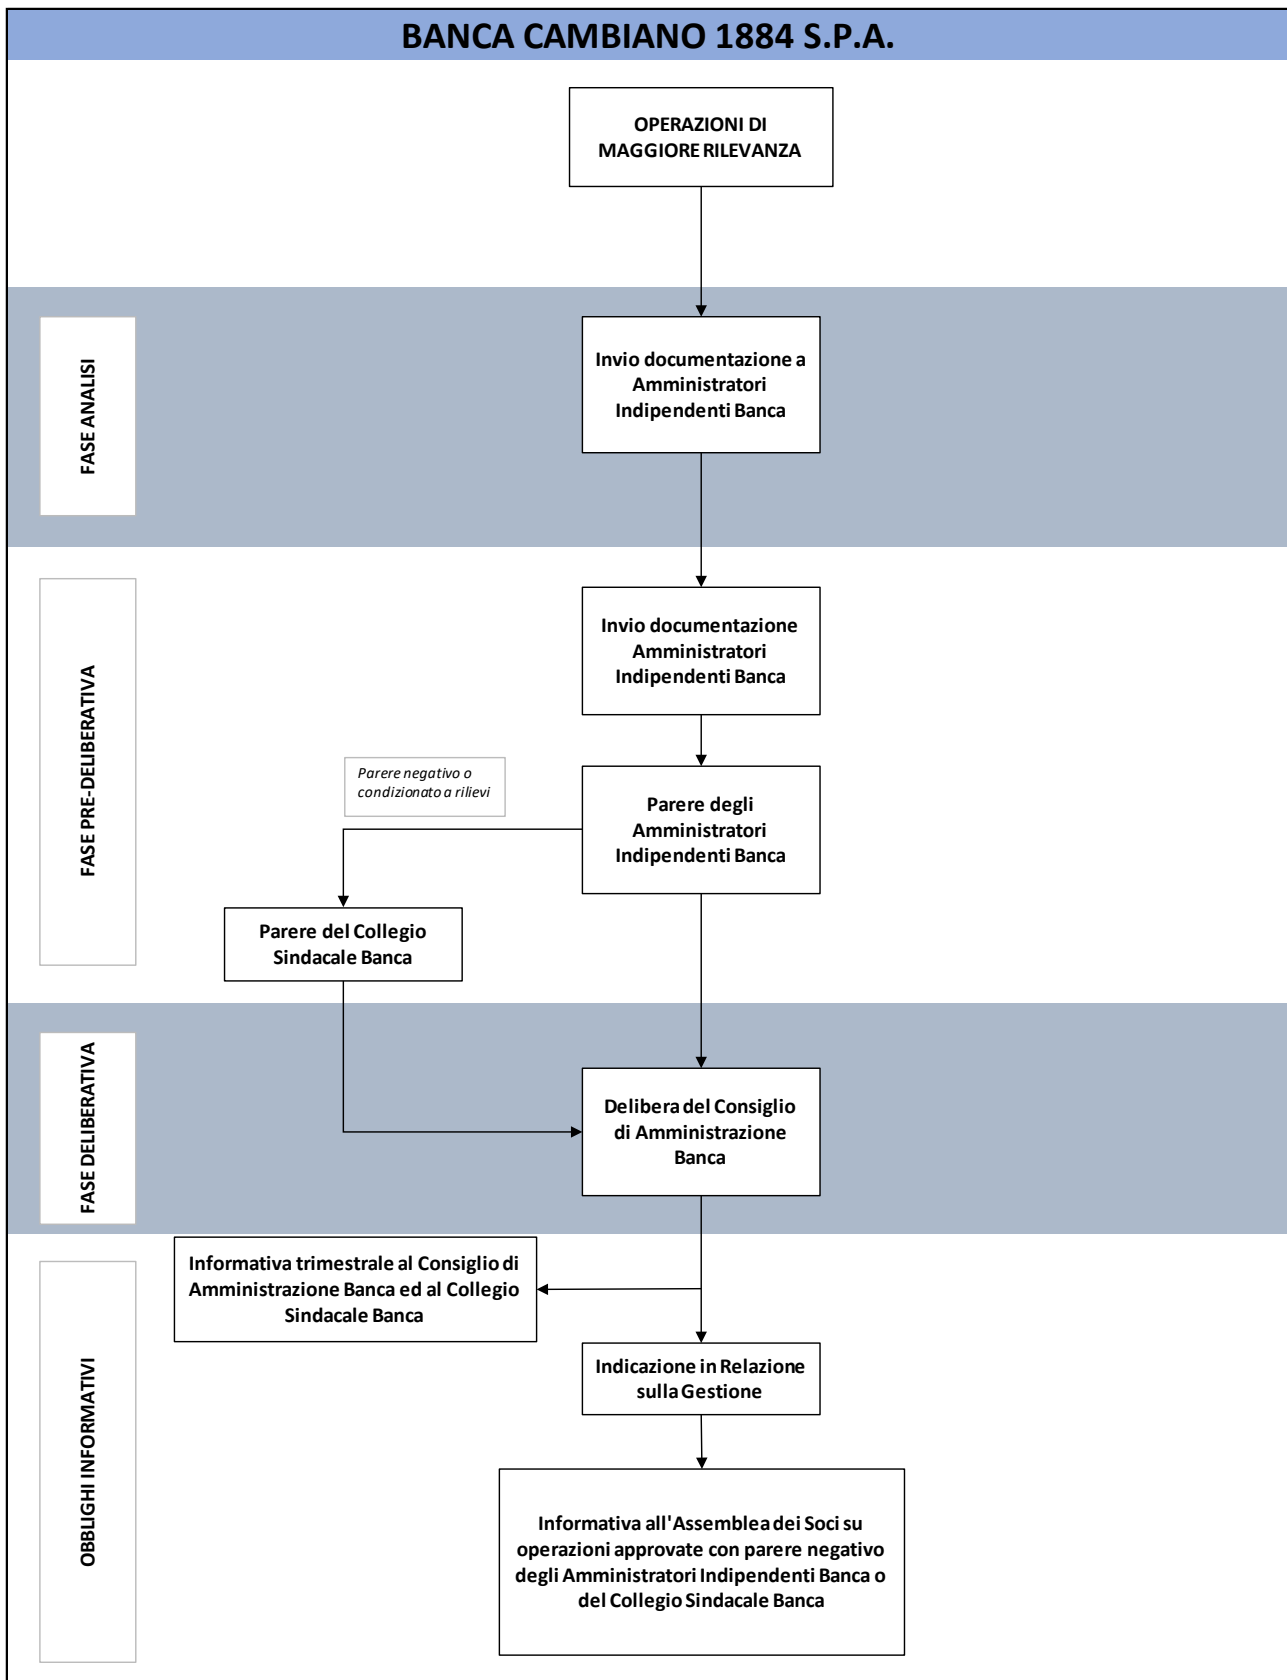 BANCA CAMBIANO 1884 S.P.A.
OPERAZIONI DI
MAGGIORE RILEVANZA
FASE ANALISI
Invio documentazione a
Amministratori
Indipendenti Banca
FASE PRE-DELIBERATIVA
Invio documentazione
Amministratori
Indipendenti Banca
Parere negativo o
condizionato a rilievi
Parere degli
Amministratori
Indipendenti Banca
Parere del Collegio
Sindacale Banca
FASE DELIBERATIVA
Delibera del Consiglio
di Amministrazione
Banca
OBBLIGHI INFORMATIVI
Informativa trimestrale al Consiglio di
Amministrazione Banca ed al Collegio
Sindacale Banca
Indicazione in Relazione
sulla Gestione
Informativa all'Assemblea dei Soci su
operazioni approvate con parere negativo
degli Amministratori Indipendenti Banca o
del Collegio Sindacale Banca